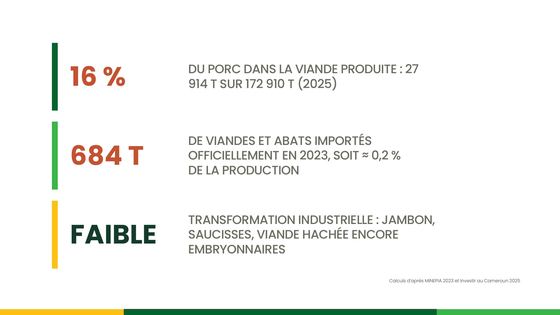 16 %
DU PORC DANS LA VIANDE PRODUITE : 27
914 T SUR 172 910 T (2025)
684 T
DE VIANDES ET ABATS IMPORTÉS
OFFICIELLEMENT EN 2023, SOIT ≈ 0,2 %
DE LA PRODUCTION
FAIBLE
TRANSFORMATION INDUSTRIELLE : JAMBON,
SAUCISSES, VIANDE HACHÉE ENCORE
EMBRYONNAIRES
Calculs d'après MINEPIA 2023 et Investir au Cameroun 2025.